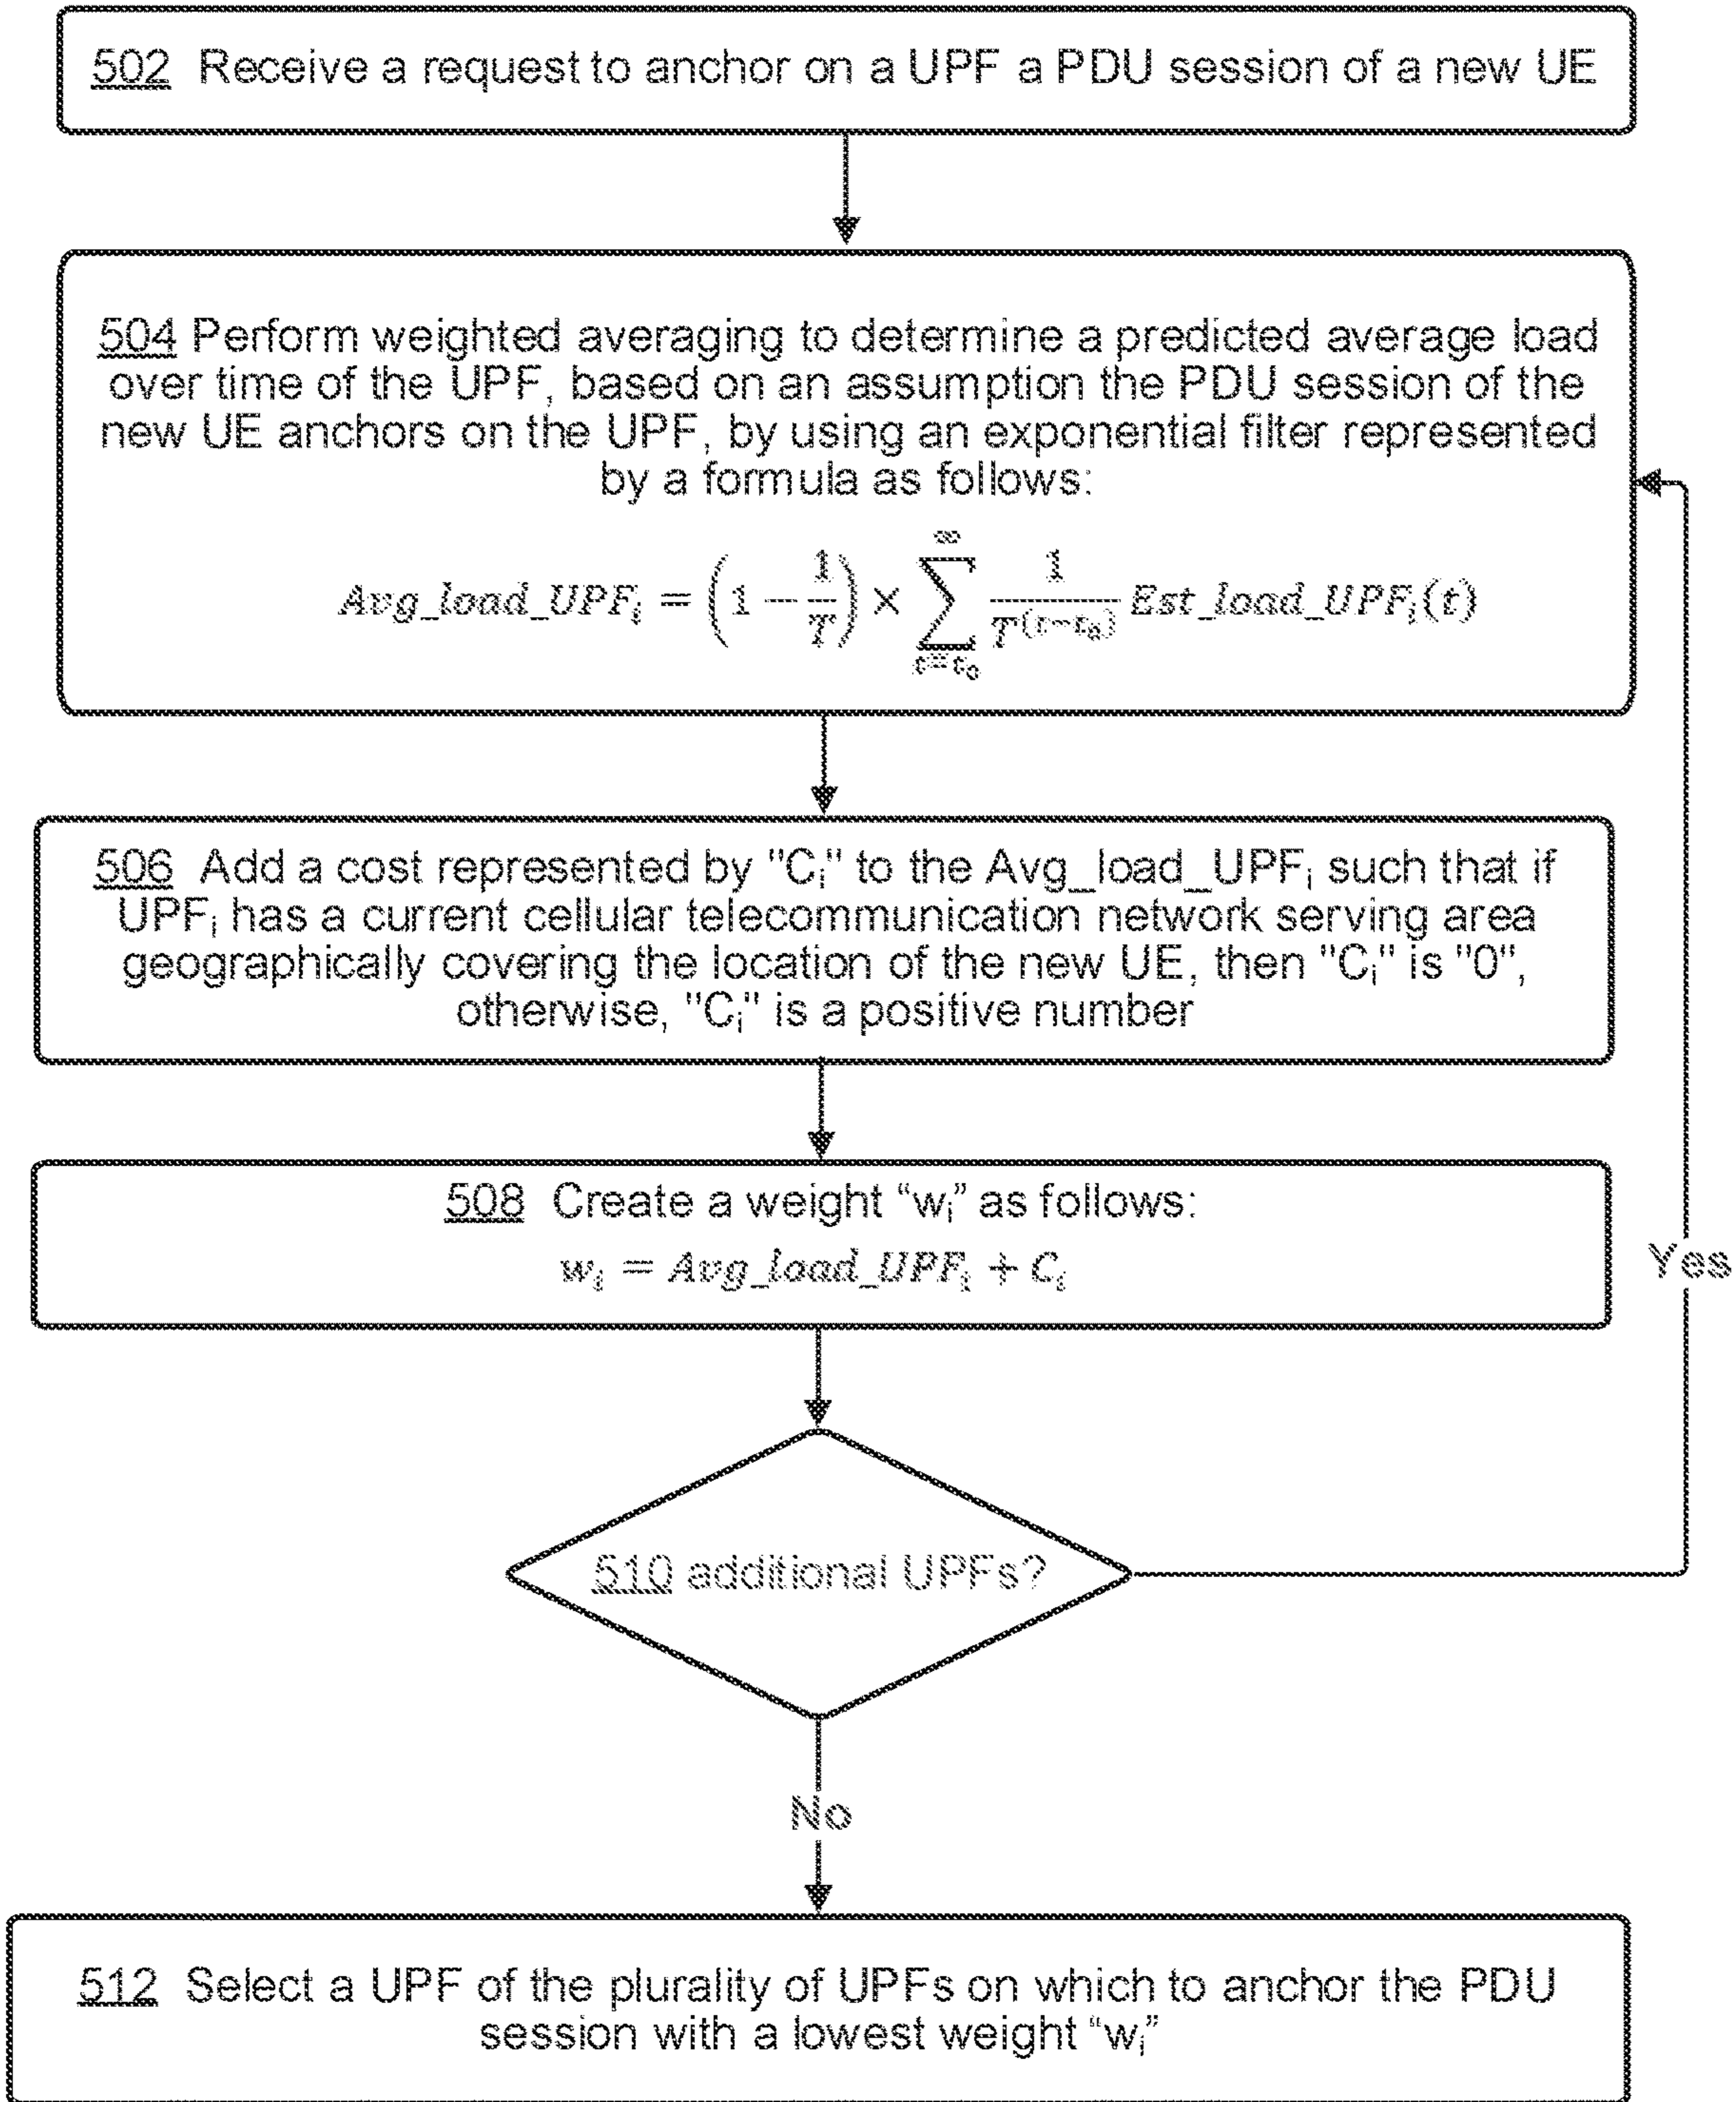 502 Receive a request to anchor on a UPF a PDU session of a new UE
504 Perform weighted averaging to determine a predicted average load
over time of the UPF, based on an assumption the PDU session of the
new UE anchors on the UPF, by using an exponential filter represented
by a formula as follows:
Avg_load_UPFᵢ = (1 − 1/T) × ∑_{t=t₀}^{∞} 1/T^{(t−t₀)} Est_load_UPFᵢ(t)
506 Add a cost represented by "Cᵢ" to the Avg_load_UPFᵢ such that if
UPFᵢ has a current cellular telecommunication network serving area
geographically covering the location of the new UE, then "Cᵢ" is "0",
otherwise, "Cᵢ" is a positive number
508 Create a weight “wᵢ” as follows:
wᵢ = Avg_load_UPFᵢ + Cᵢ
Yes
510 additional UPFs?
No
512 Select a UPF of the plurality of UPFs on which to anchor the PDU
session with a lowest weight “wᵢ”